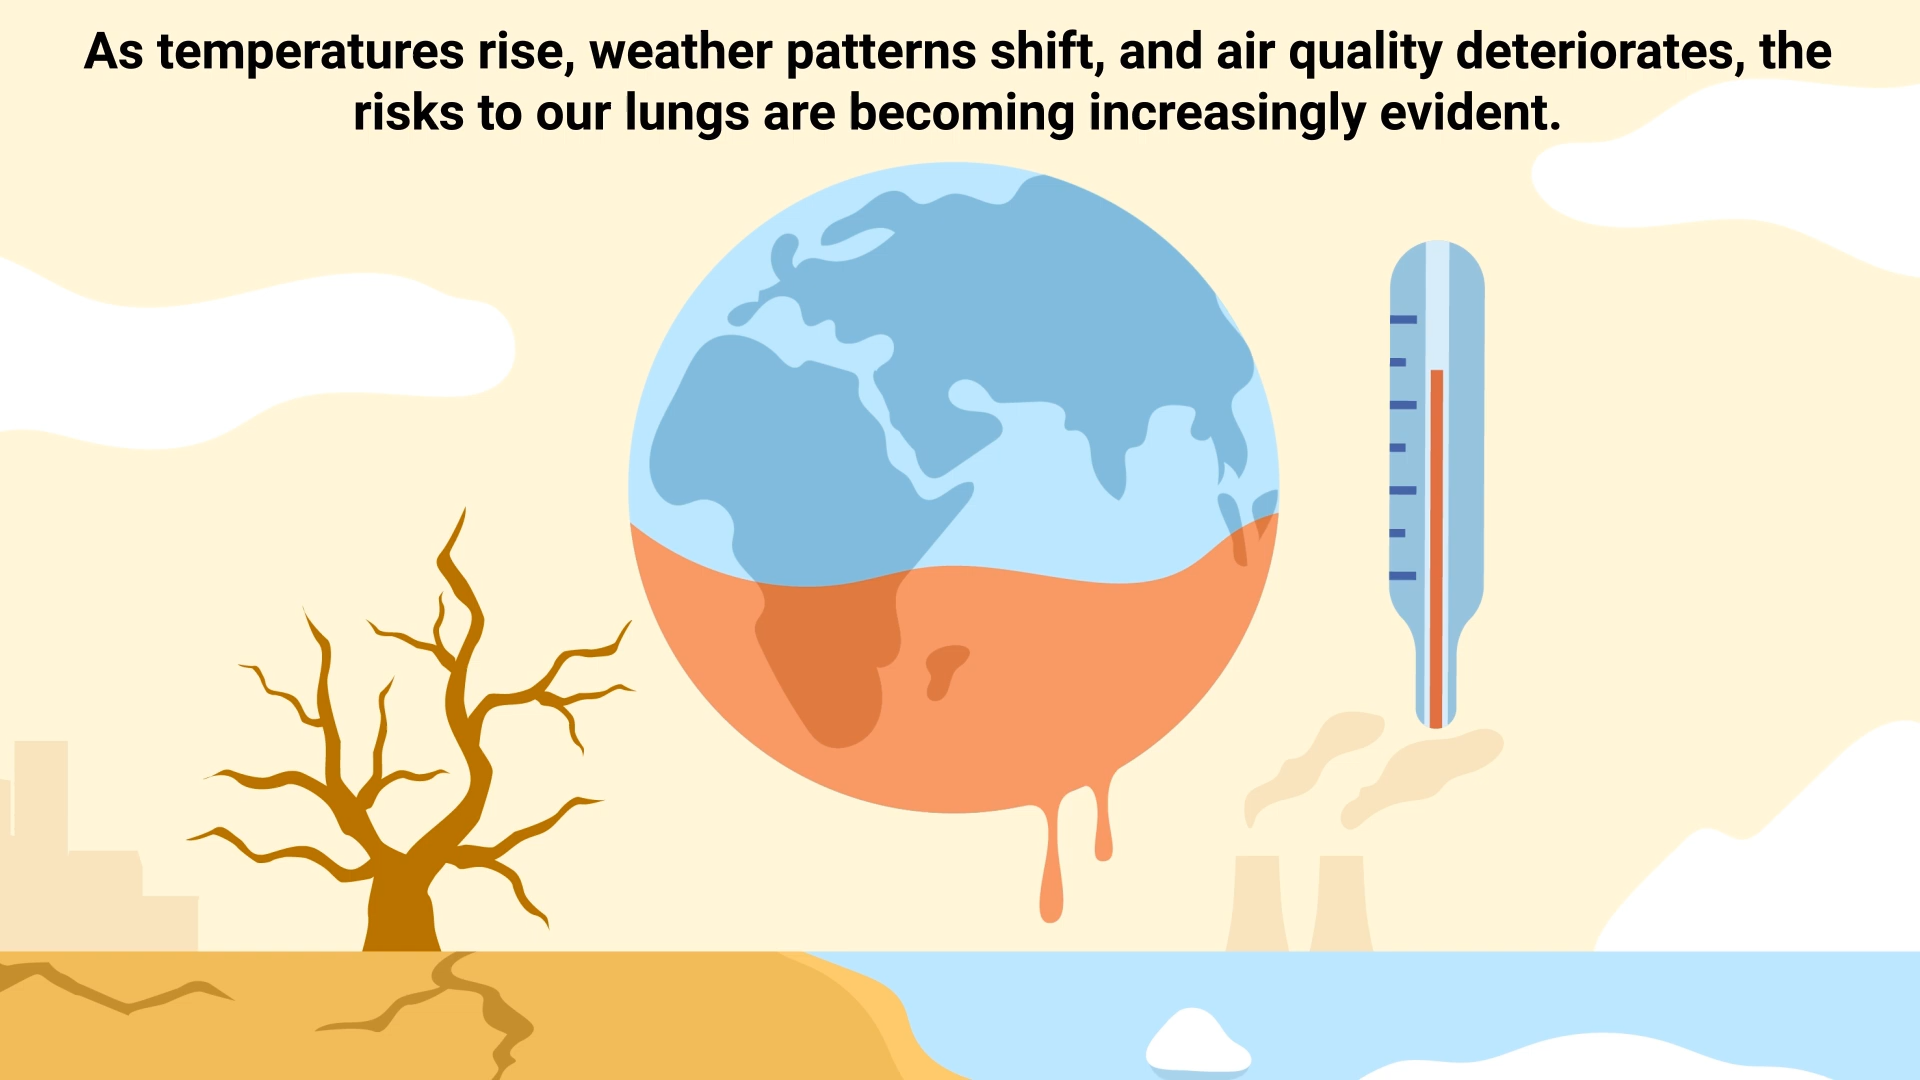 As temperatures rise, weather patterns shift, and air quality deteriorates, the
risks to our lungs are becoming increasingly evident.